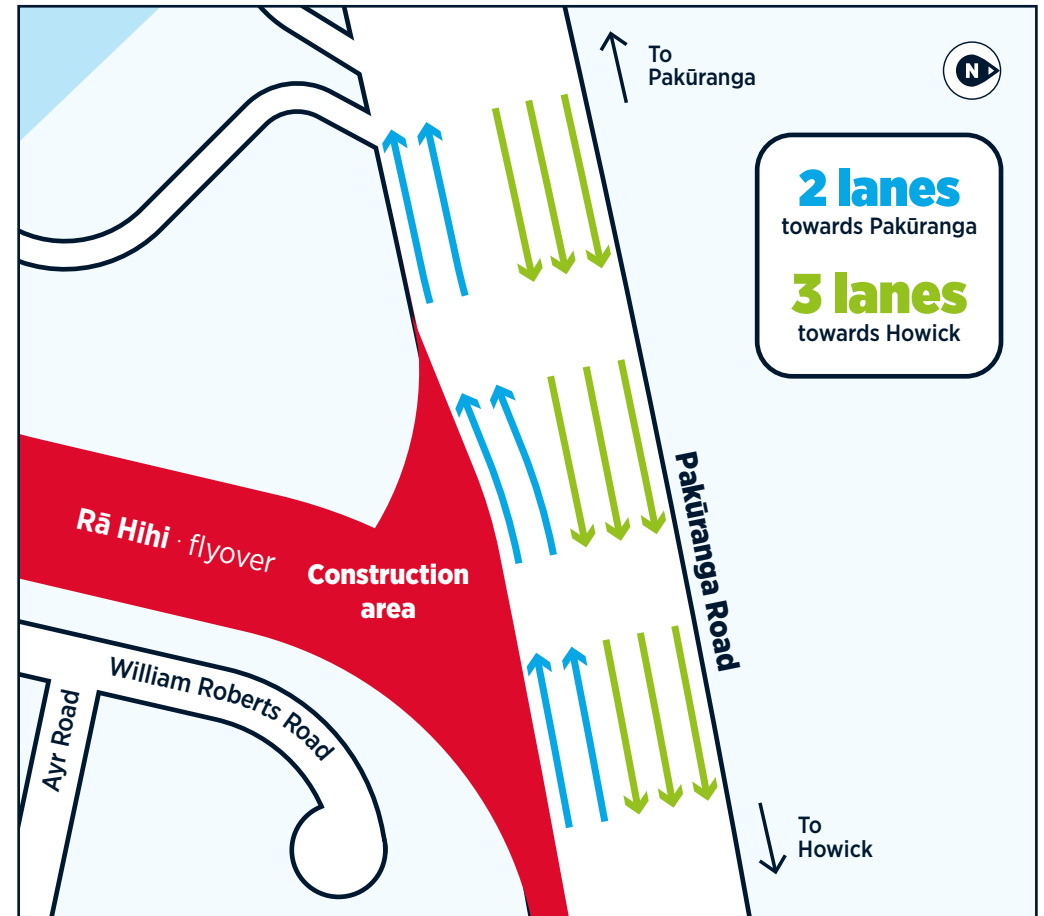 To
Pakūranga
N
2 lanes
towards Pakūranga
3 lanes
towards Howick
Pakūranga Road
Rā Hihi · flyover
Construction
area
William Roberts Road
Ayr Road
To
Howick